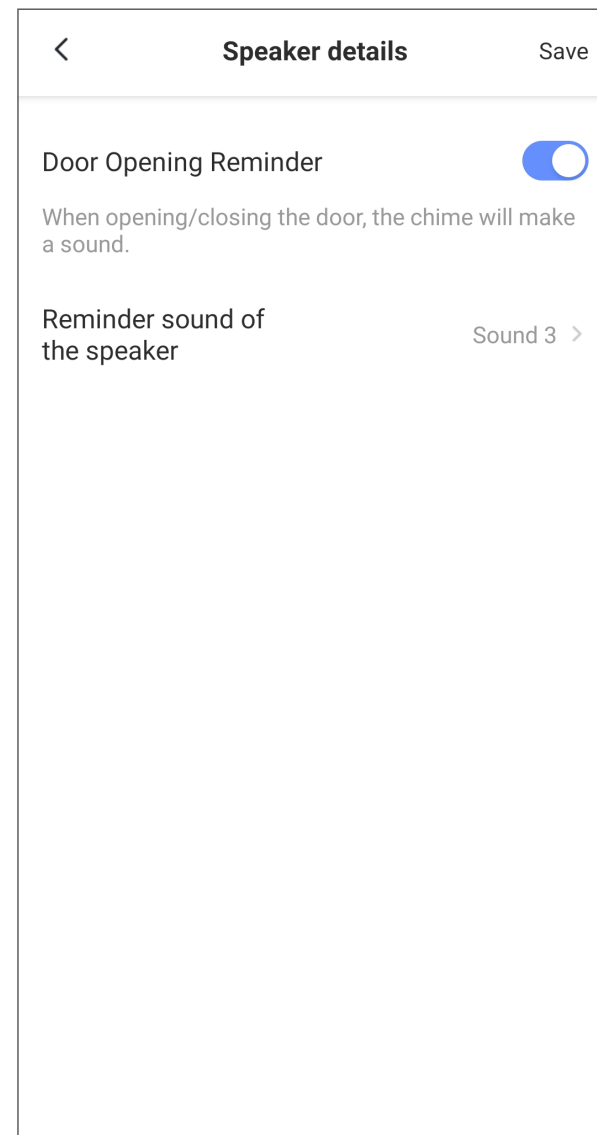 Speaker details
Save
Door Opening Reminder
When opening/closing the door, the chime will make
a sound.
Reminder sound of
the speaker
Sound 3